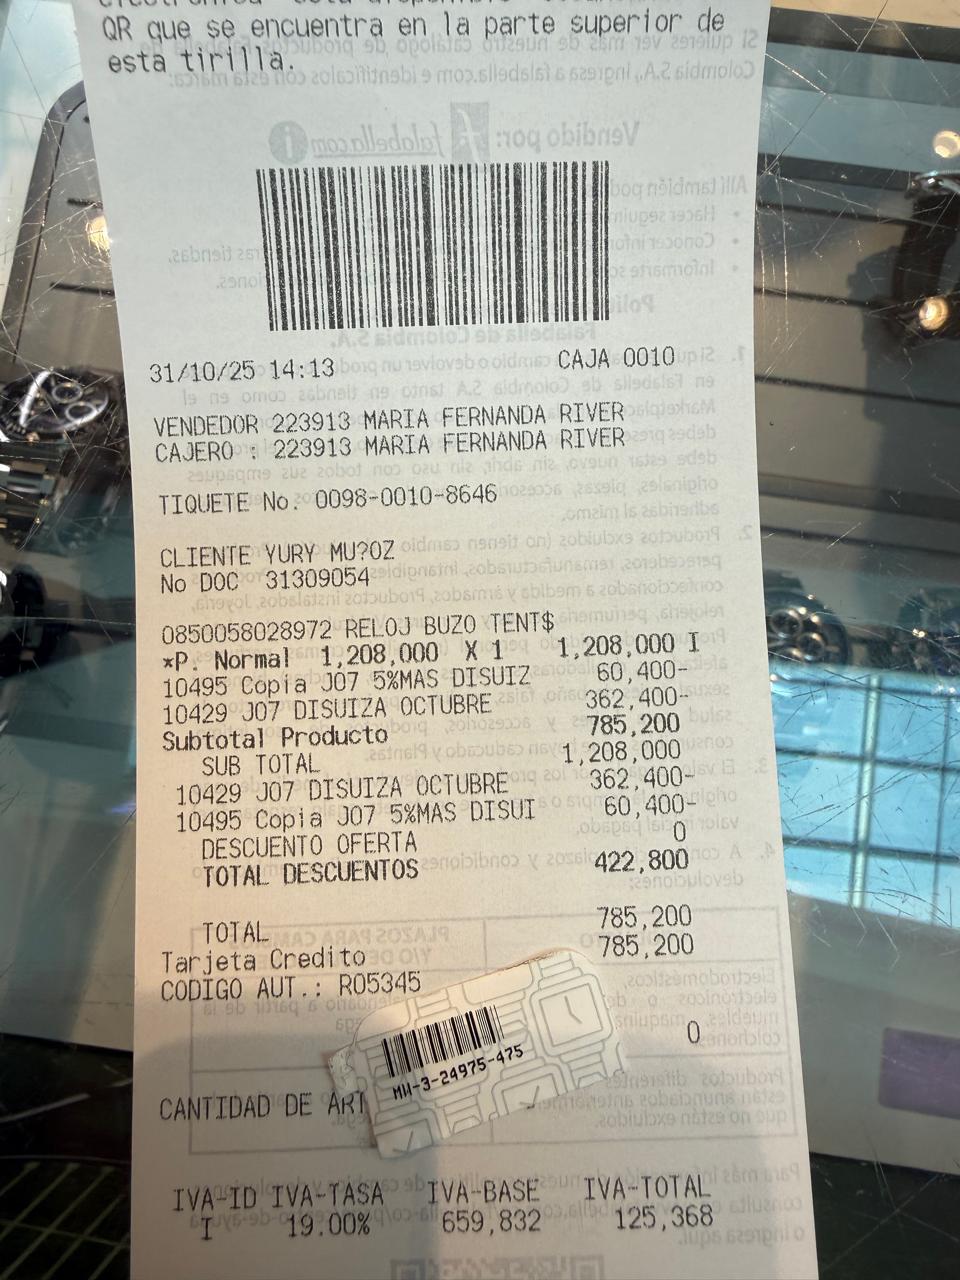 QR que se encuentra en la parte superior de
esta tirilla.
31/10/25 14:13 CAJA 0010
VENDEDOR 223913 MARIA FERNANDA RIVER
CAJERO : 223913 MARIA FERNANDA RIVER
TIQUETE No. 0098-0010-8646
CLIENTE YURY MU?OZ
No DOC 31309054
0850058028972 RELOJ BUZO TENT$
*P. Normal 1,208,000 X 1 1,208,000 I
10495 Copia J07 5%MAS DISUIZ 60,400-
10429 J07 DISUIZA OCTUBRE 362,400-
Subtotal Producto 785,200
SUB TOTAL 1,208,000
10429 J07 DISUIZA OCTUBRE 362,400-
10495 Copia J07 5%MAS DISUI 60,400-
DESCUENTO OFERTA 0
TOTAL DESCUENTOS 422,800
TOTAL 785,200
Tarjeta Credito 785,200
CODIGO AUT.: R05345
0
MW-3-24975-475
CANTIDAD DE ART
IVA-ID IVA-TASA IVA-BASE IVA-TOTAL
I 19.00% 659,832 125,368